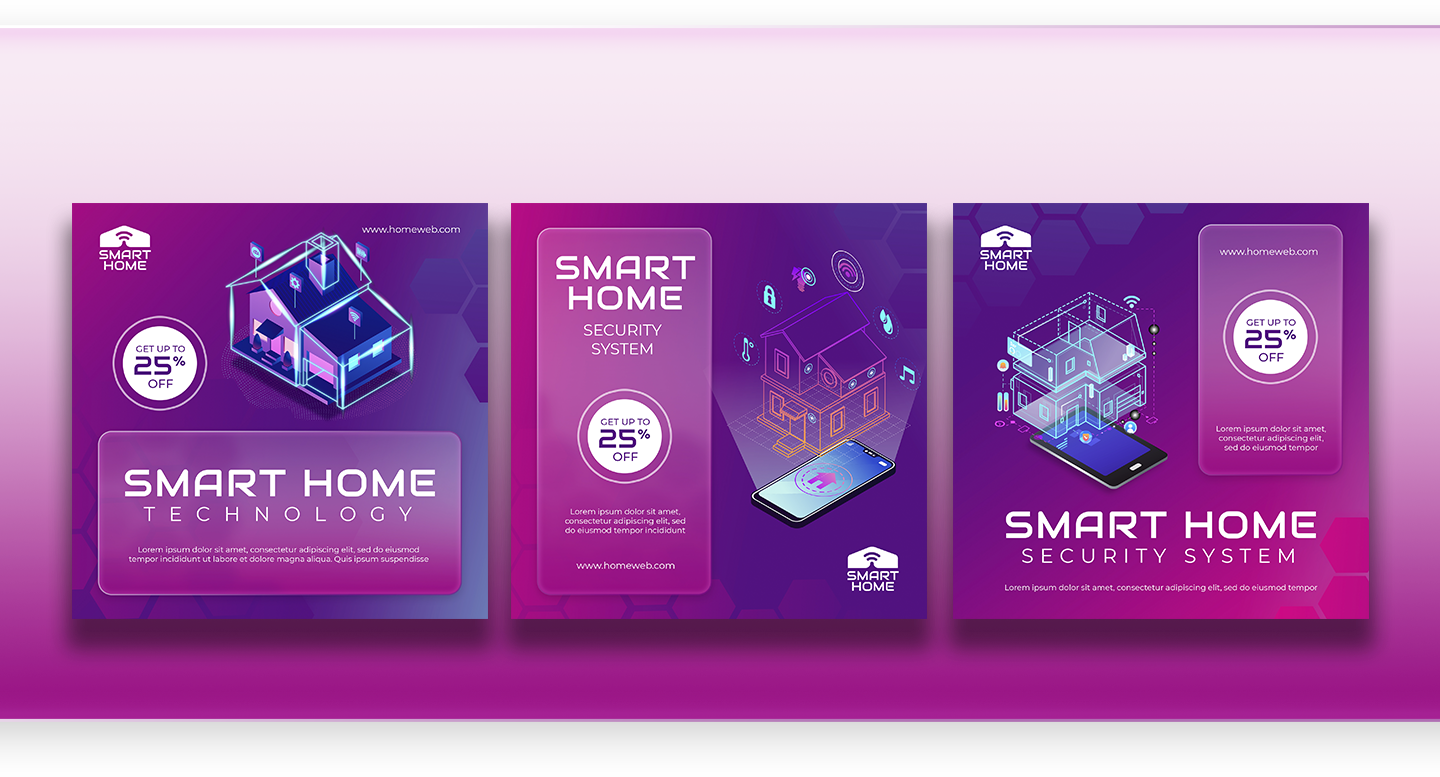 SMART
HOME
www.homeweb.com
GET UP TO
25%
OFF
SMART HOME
TECHNOLOGY
Lorem ipsum dolor sit amet, consectetur adipiscing elit, sed do eiusmod
tempor incididunt ut labore et dolore magna aliqua. Quis ipsum suspendisse
SMART
HOME
SECURITY
SYSTEM
GET UP TO
25%
OFF
Lorem ipsum dolor sit amet,
consectetur adipiscing elit, sed
do eiusmod tempor incididunt
www.homeweb.com
SMART
HOME
SMART
HOME
www.homeweb.com
GET UP TO
25%
OFF
Lorem ipsum dolor sit amet,
consectetur adipiscing elit,
sed do eiusmod tempor
SMART HOME
SECURITY SYSTEM
Lorem ipsum dolor sit amet, consectetur adipiscing elit, sed do eiusmod tempor